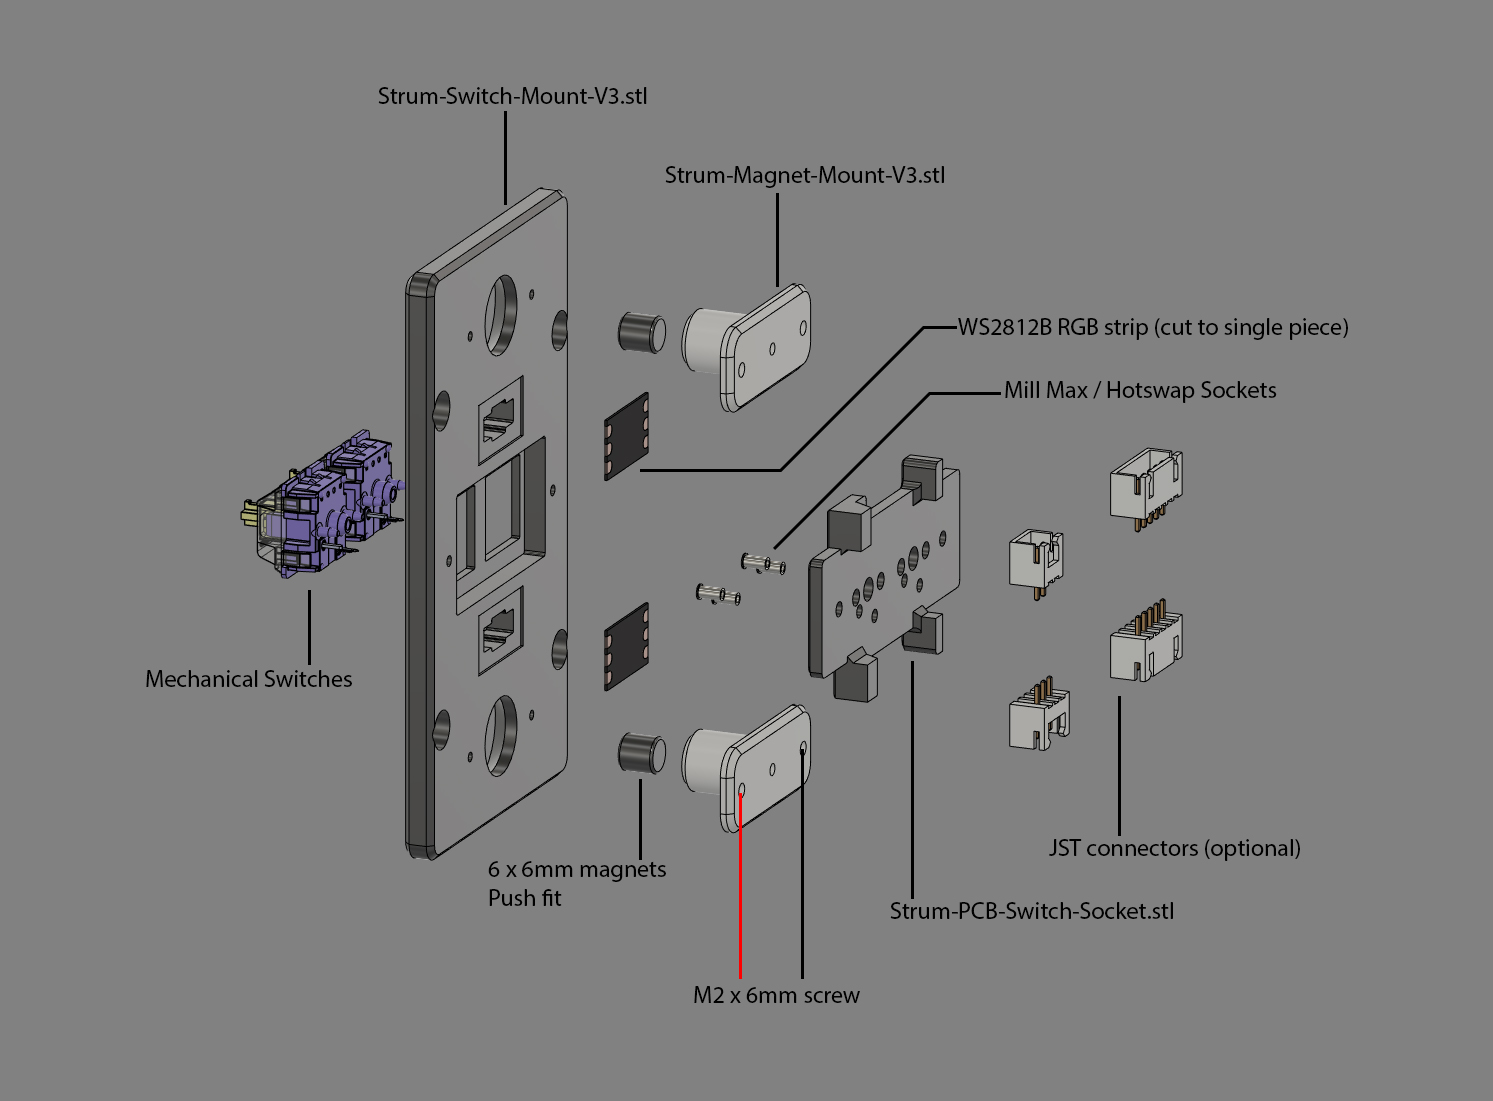 Strum-Switch-Mount-V3.stl
Strum-Magnet-Mount-V3.stl
WS2812B RGB strip (cut to single piece)
Mill Max / Hotswap Sockets
Mechanical Switches
JST connectors (optional)
6 x 6mm magnets
Push fit
Strum-PCB-Switch-Socket.stl
M2 x 6mm screw